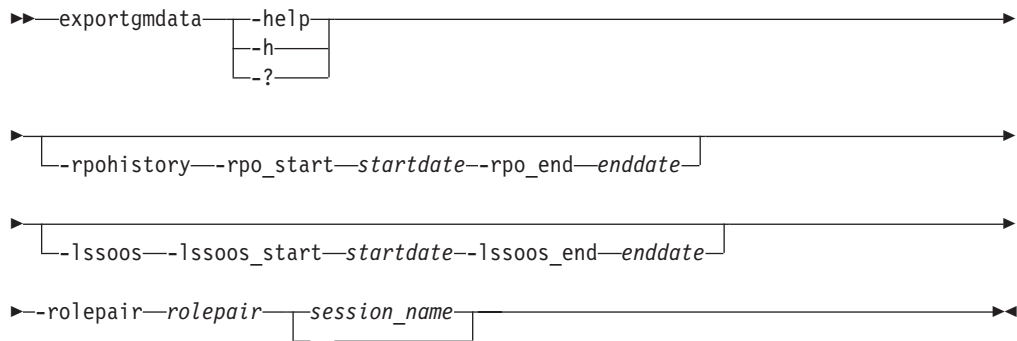 exportgmdata -help
-h
-?
-rpohistory -rpo_start startdate -rpo_end enddate
-lssoos -lssoos_start startdate -lssoos_end enddate
-rolepair rolepair session_name